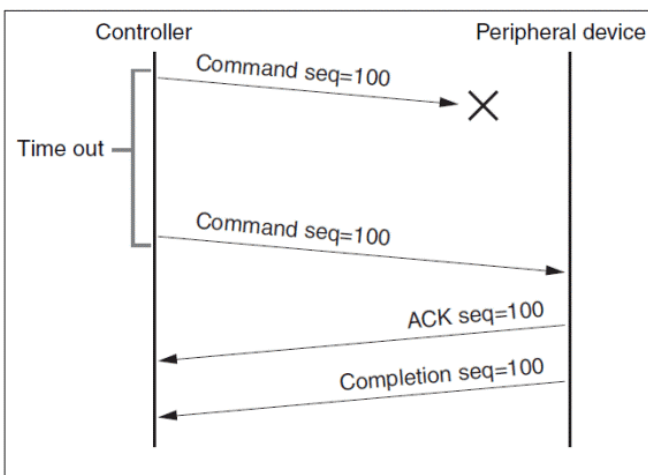 Controller
Peripheral device
Command seq=100
Time out
Command seq=100
ACK seq=100
Completion seq=100